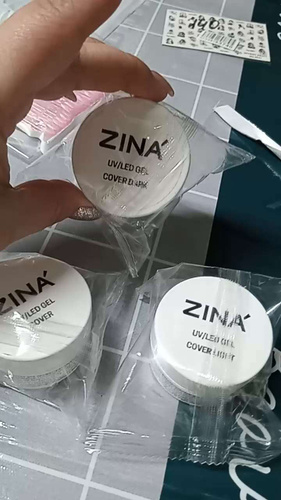 ZINA'
UV/LED GEL
COVER DARK
ZINA'
UV/LED GEL
COVER
ZINA'
UV/LED GEL
COVER LIGHT